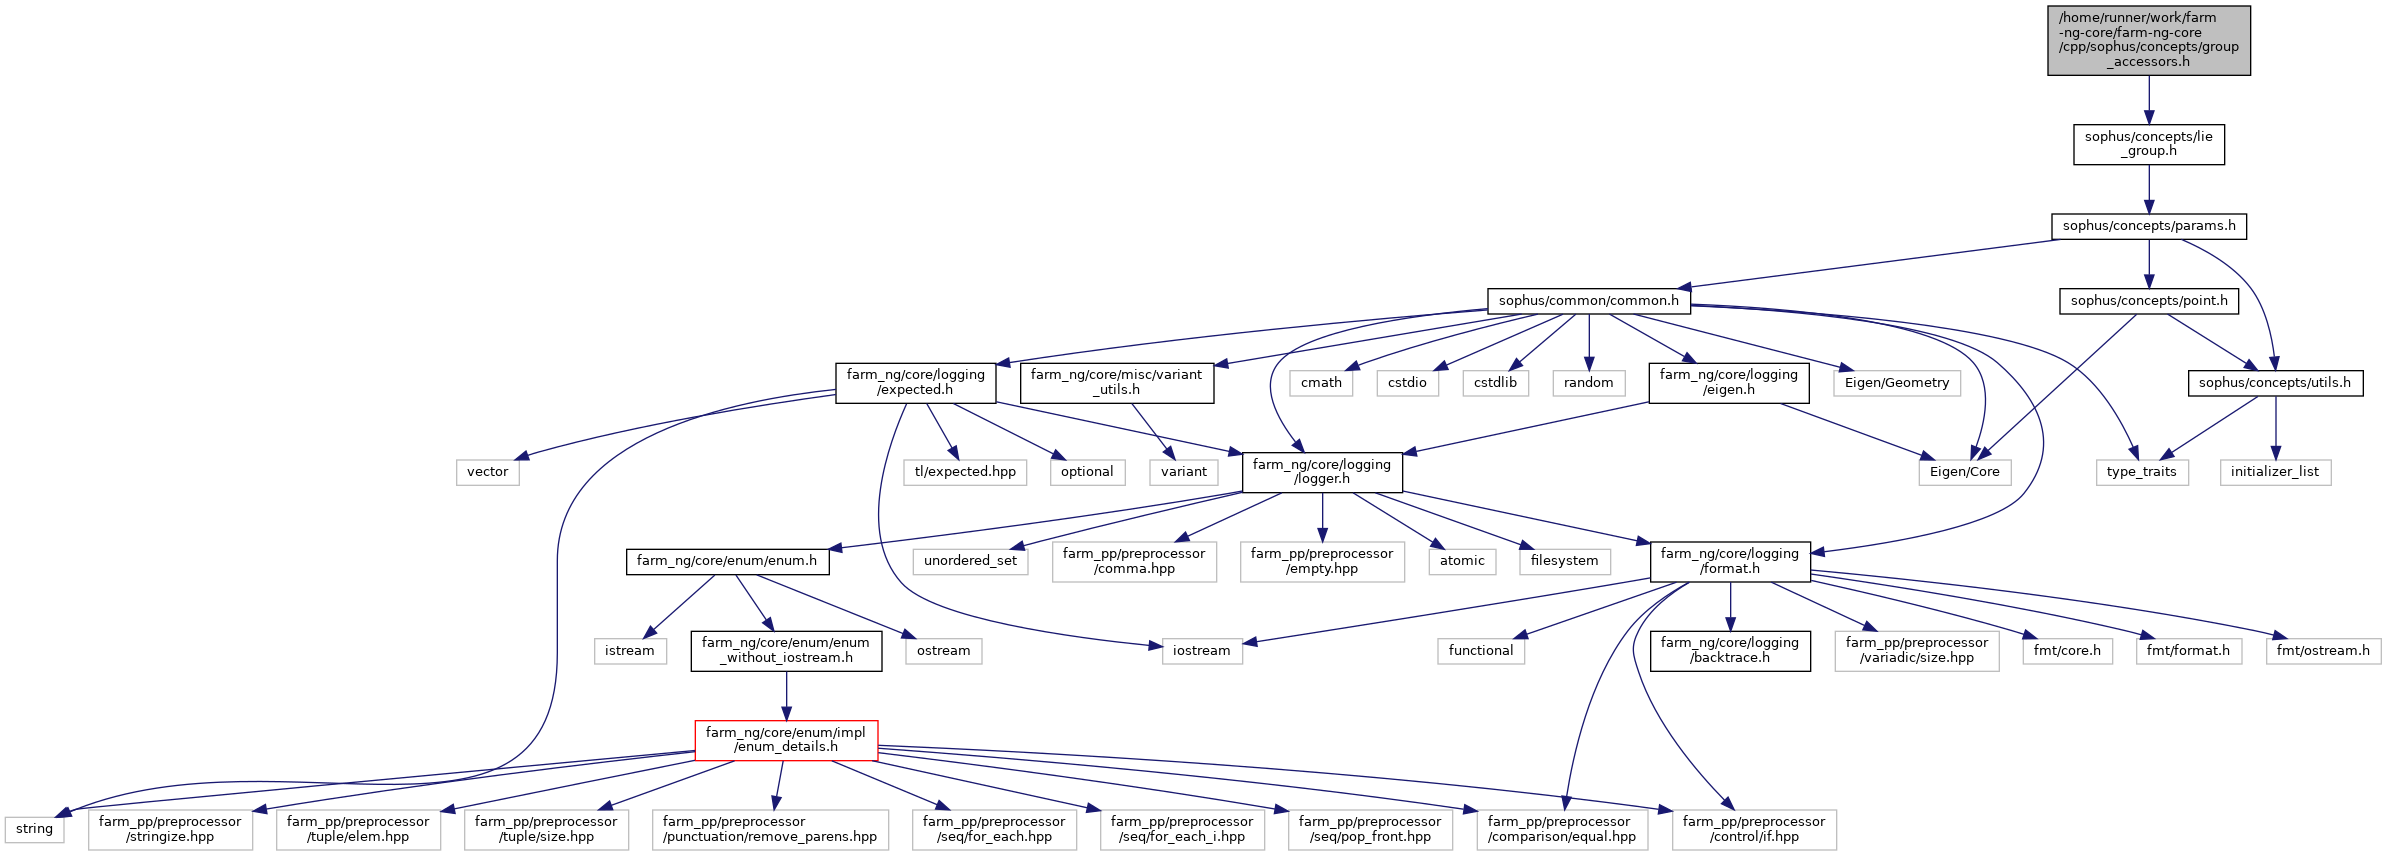 /home/runner/work/farm
-ng-core/farm-ng-core
/cpp/sophus/concepts/group
_accessors.h
sophus/concepts/lie
_group.h
sophus/concepts/params.h
sophus/common/common.h
sophus/concepts/point.h
farm_ng/core/logging
/expected.h
farm_ng/core/misc/variant
_utils.h
cmath
cstdio
cstdlib
random
farm_ng/core/logging
/eigen.h
Eigen/Geometry
sophus/concepts/utils.h
vector
tl/expected.hpp
optional
variant
farm_ng/core/logging
/logger.h
Eigen/Core
type_traits
initializer_list
farm_ng/core/enum/enum.h
unordered_set
farm_pp/preprocessor
/comma.hpp
farm_pp/preprocessor
/empty.hpp
atomic
filesystem
farm_ng/core/logging
/format.h
istream
farm_ng/core/enum/enum
_without_iostream.h
ostream
iostream
functional
farm_ng/core/logging
/backtrace.h
farm_pp/preprocessor
/variadic/size.hpp
fmt/core.h
fmt/format.h
fmt/ostream.h
farm_ng/core/enum/impl
/enum_details.h
string
farm_pp/preprocessor
/stringize.hpp
farm_pp/preprocessor
/tuple/elem.hpp
farm_pp/preprocessor
/tuple/size.hpp
farm_pp/preprocessor
/punctuation/remove_parens.hpp
farm_pp/preprocessor
/seq/for_each.hpp
farm_pp/preprocessor
/seq/for_each_i.hpp
farm_pp/preprocessor
/seq/pop_front.hpp
farm_pp/preprocessor
/comparison/equal.hpp
farm_pp/preprocessor
/control/if.hpp